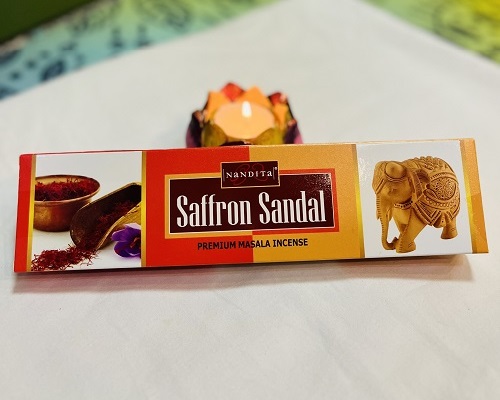 NANDITA
Saffron Sandal
PREMIUM MASALA INCENSE